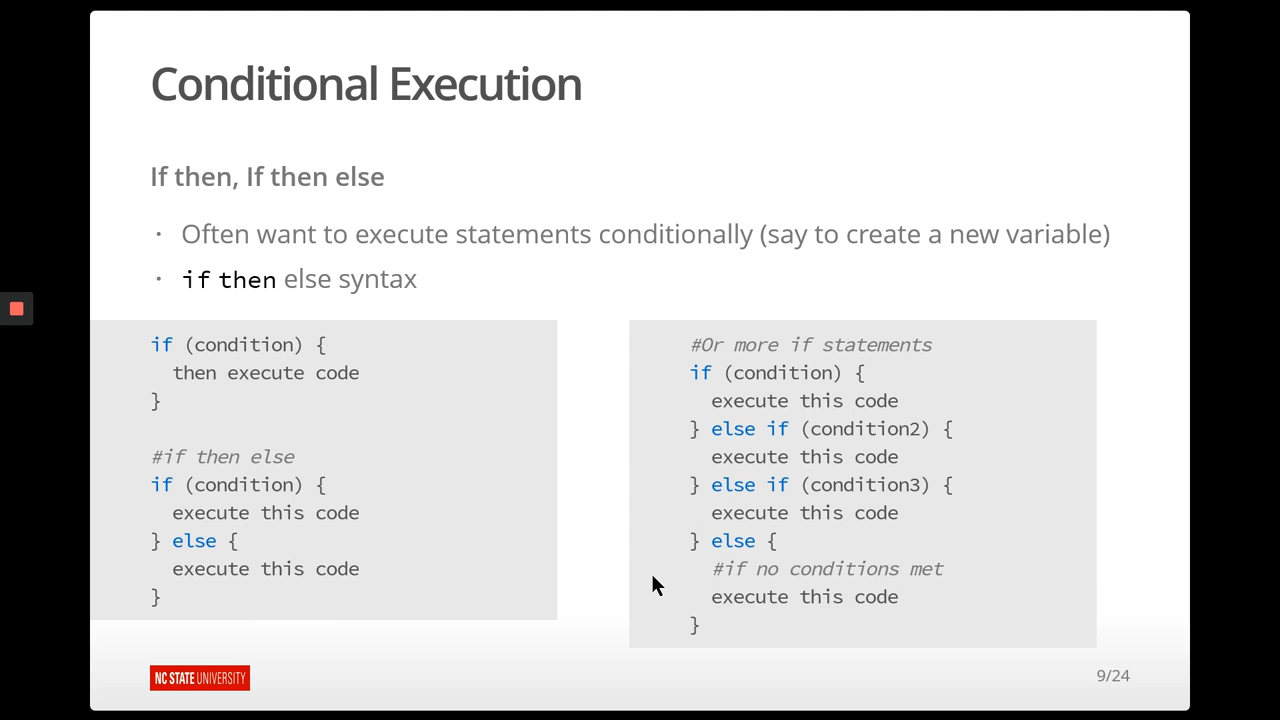 Conditional Execution
If then, If then else
· Often want to execute statements conditionally (say to create a new variable)
· if then else syntax
if (condition) {
  then execute code
}

#if then else
if (condition) {
  execute this code
} else {
  execute this code
}
#Or more if statements
if (condition) {
  execute this code
} else if (condition2) {
  execute this code
} else if (condition3) {
  execute this code
} else {
  #if no conditions met
  execute this code
}
NC STATE UNIVERSITY
9/24